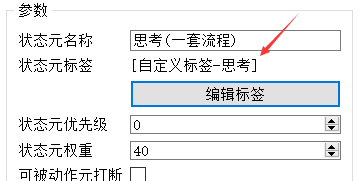 参数
状态元名称 思考(一套流程)
状态元标签 [自定义标签-思考]
编辑标签
状态元优先级 0
状态元权重 40
可被动作元打断